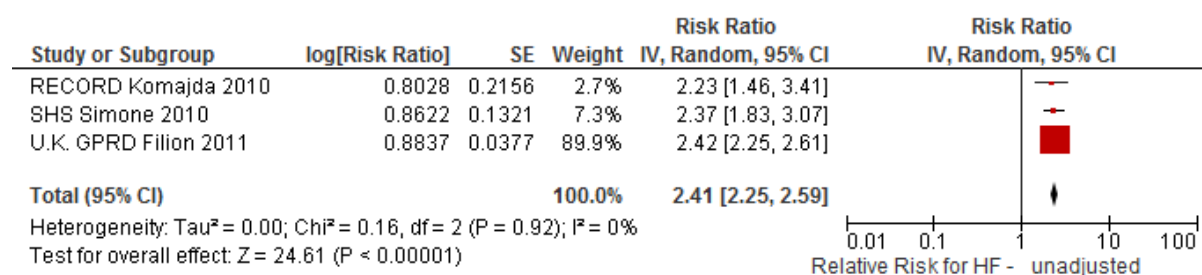 Risk Ratio Risk Ratio
Study or Subgroup log[Risk Ratio] SE Weight IV, Random, 95% CI IV, Random, 95% CI
RECORD Komajda 2010 0.8028 0.2156 2.7% 2.23 [1.46, 3.41]
SHS Simone 2010 0.8622 0.1321 7.3% 2.37 [1.83, 3.07]
U.K. GPRD Filion 2011 0.8837 0.0377 89.9% 2.42 [2.25, 2.61]
Total (95% CI) 100.0% 2.41 [2.25, 2.59]
Heterogeneity: Tau² = 0.00; Chi² = 0.16, df = 2 (P = 0.92); I² = 0%
Test for overall effect: Z = 24.61 (P < 0.00001)
0.01 0.1 1 10 100
Relative Risk for HF - unadjusted